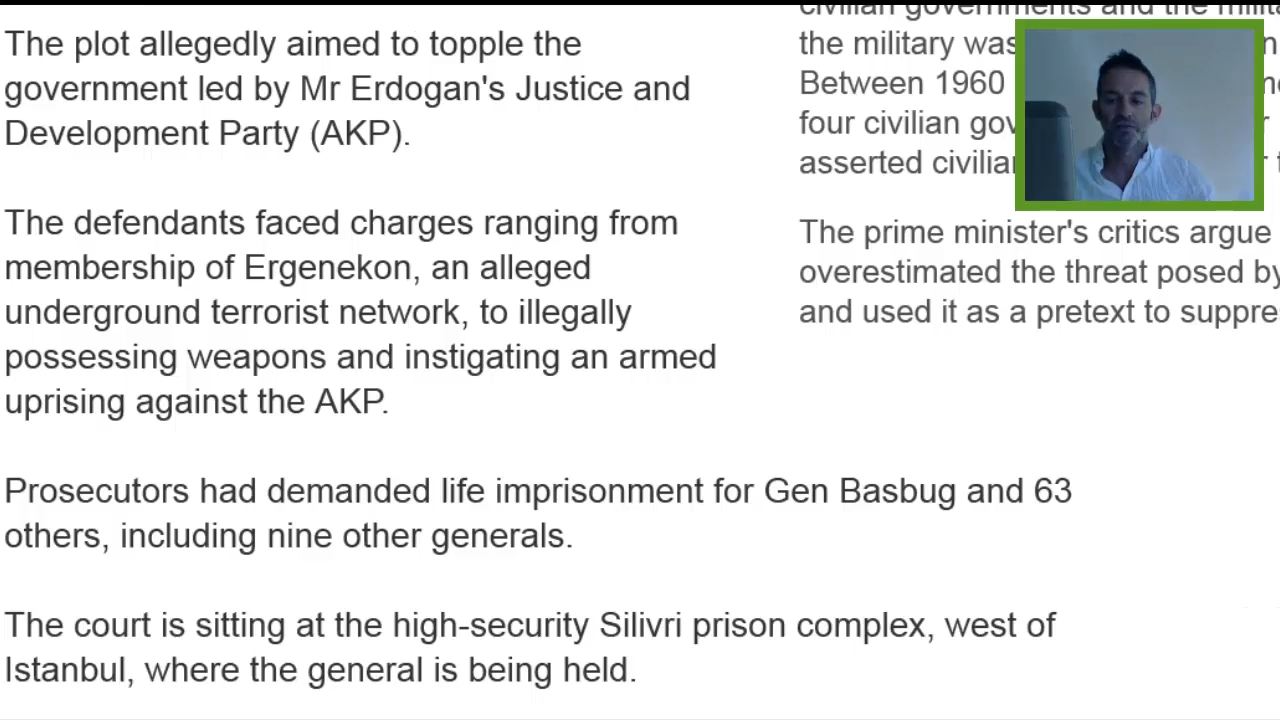 The plot allegedly aimed to topple the
government led by Mr Erdogan's Justice and
Development Party (AKP).
The defendants faced charges ranging from
membership of Ergenekon, an alleged
underground terrorist network, to illegally
possessing weapons and instigating an armed
uprising against the AKP.
Prosecutors had demanded life imprisonment for Gen Basbug and 63
others, including nine other generals.
The court is sitting at the high-security Silivri prison complex, west of
Istanbul, where the general is being held.
civilian governments and the
the military was
Between 1960
four civilian
asserted
The prime minister's critics argue
overestimated the threat posed by
and used it as a pretext to